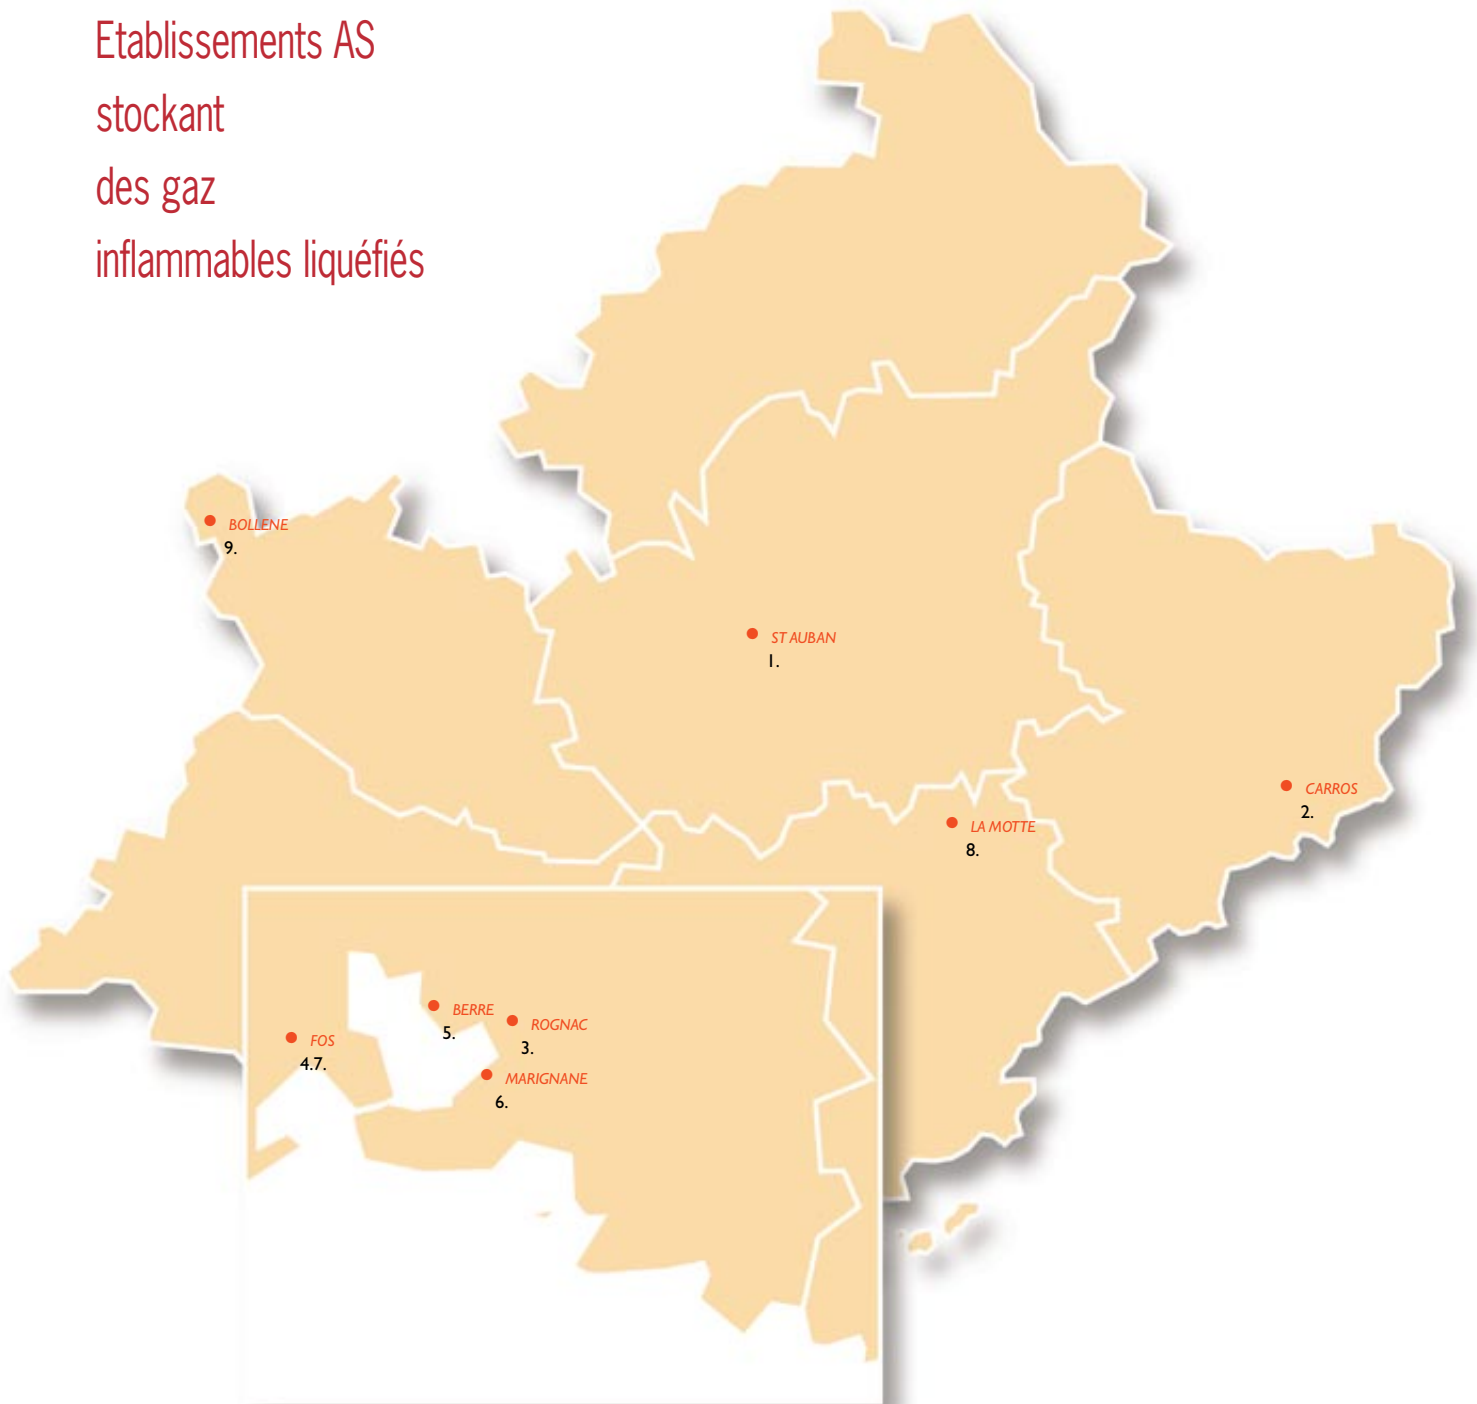 Etablissements AS
stockant
des gaz
inflammables liquéfiés
BOLLENE
9.
ST AUBAN
1.
CARROS
2.
LA MOTTE
8.
BERRE
5.
ROGNAC
3.
FOS
4.7.
MARIGNANE
6.